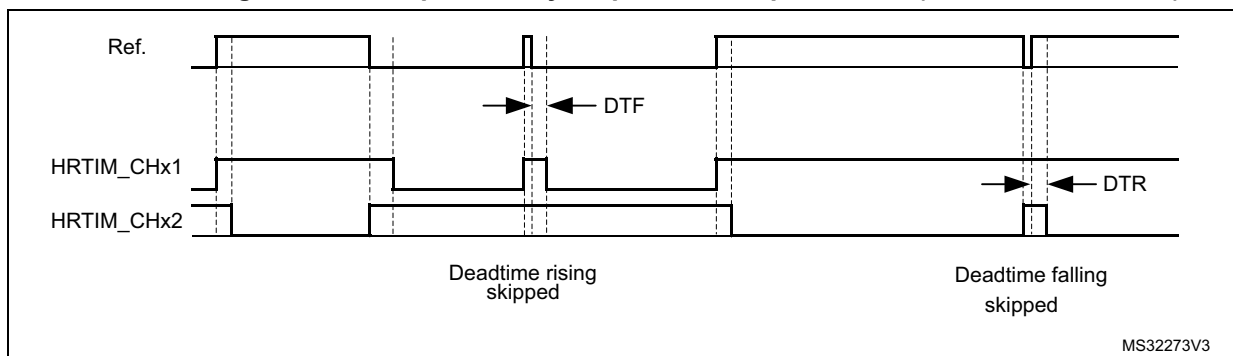 Ref.
DTF
HRTIM_CHx1
DTR
HRTIM_CHx2
Deadtime rising
skipped
Deadtime falling
skipped
MS32273V3